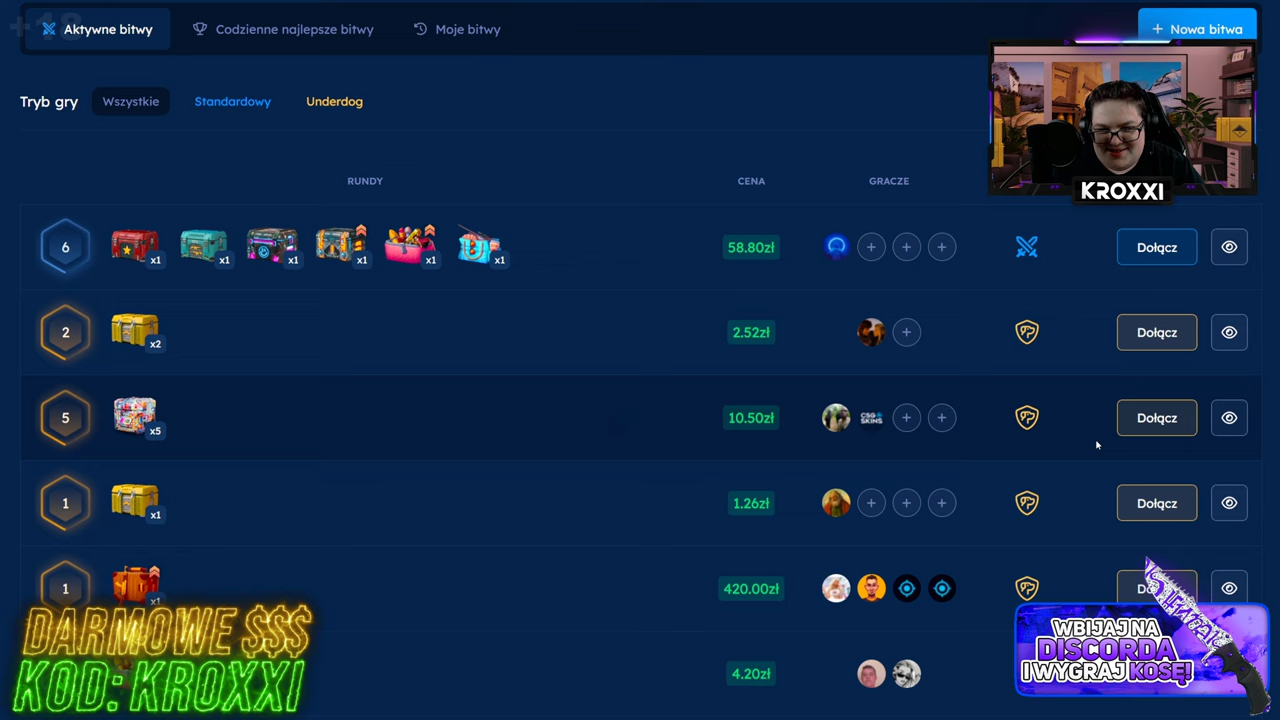 +18
Aktywne bitwy
Codzienne najlepsze bitwy
Moje bitwy
+ Nowa bitwa
Tryb gry
Wszystkie
Standardowy
Underdog
KROXXI
RUNDY
CENA
GRACZE
6
x1
x1
x1
x1
x1
x1
58.80zł
Dołącz
2
x2
2.52zł
Dołącz
5
x5
10.50zł
CSG SKINS
Dołącz
1
x1
1.26zł
Dołącz
1
x1
420.00zł
4.20zł
DARMOWE $$$
KOD: KROXXI
WBIJAJ NA
DISCORDA
I WYGRAJ KOSĘ!